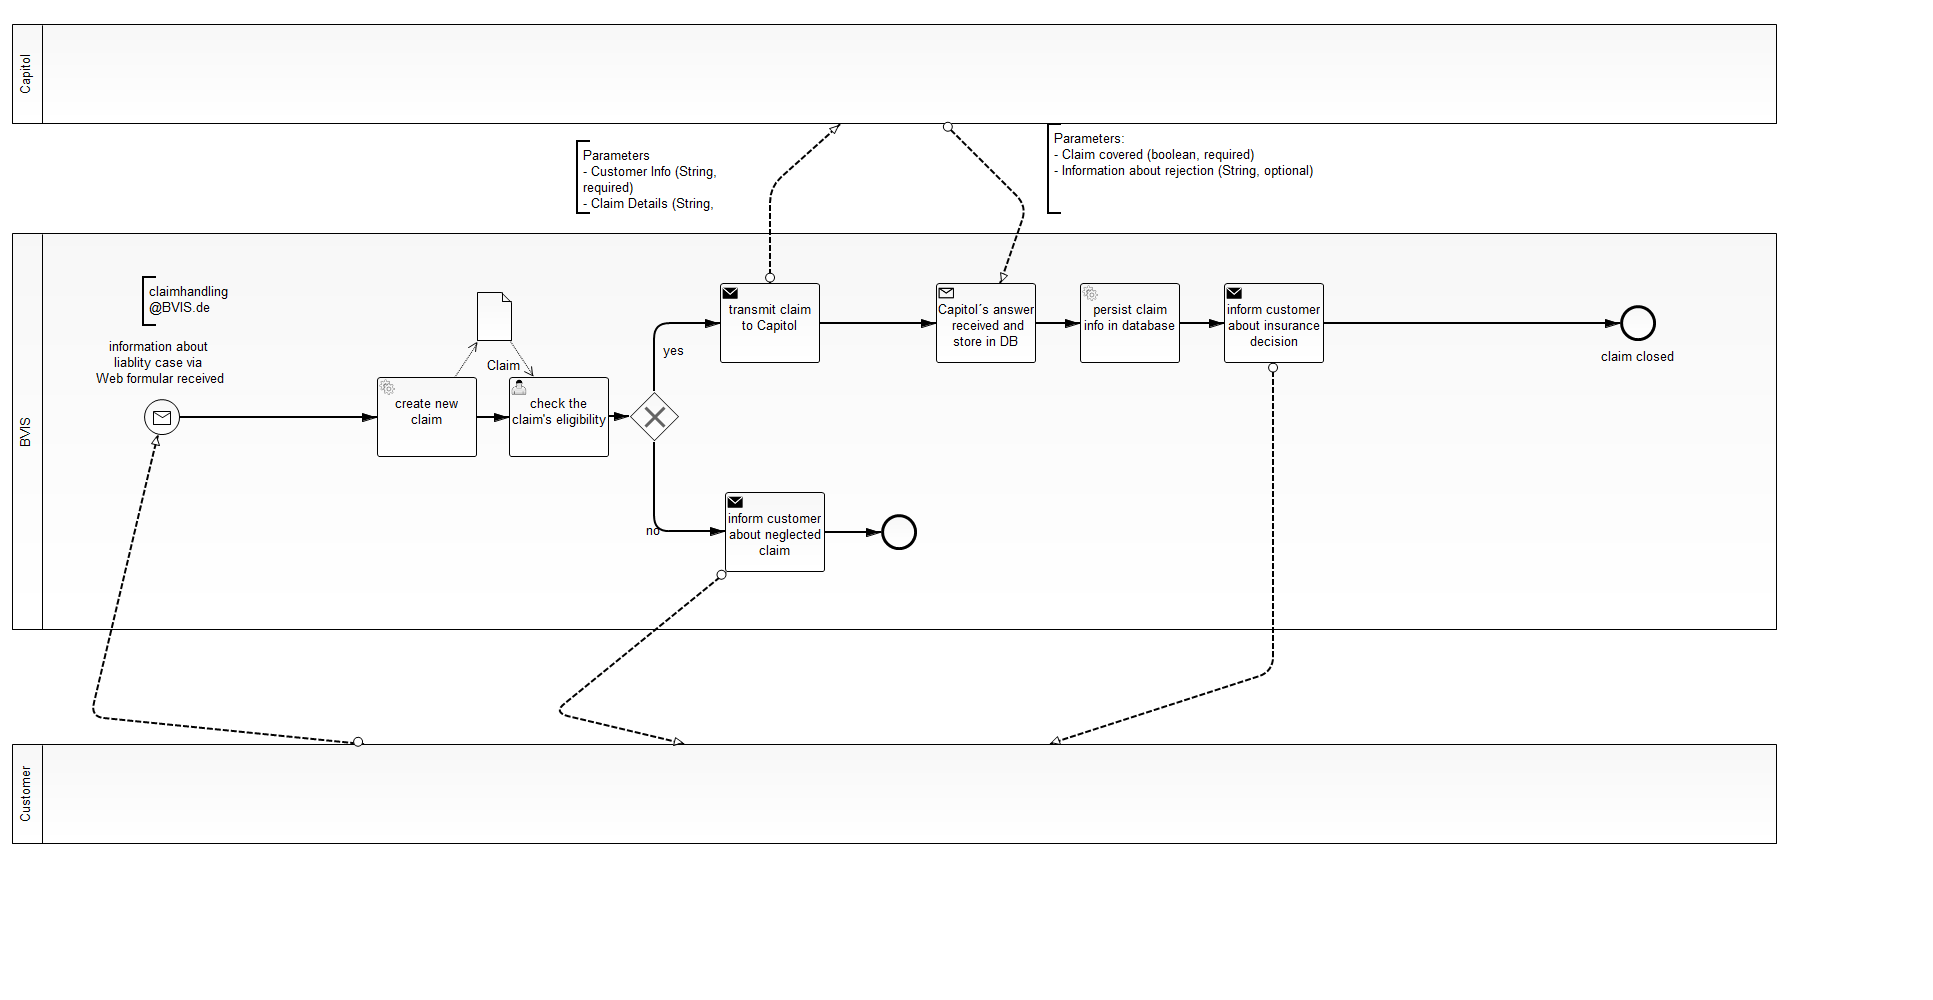 Capitol
Parameters
- Customer Info (String,
required)
- Claim Details (String,
Parameters:
- Claim covered (boolean, required)
- Information about rejection (String, optional)
BVIS
claimhandling
@BVIS.de
information about
liablity case via
Web formular received
create new
claim
Claim
check the
claim's eligibility
yes
no
transmit claim
to Capitol
Capitol´s answer
received and
store in DB
persist claim
info in database
inform customer
about insurance
decision
claim closed
inform customer
about neglected
claim
Customer